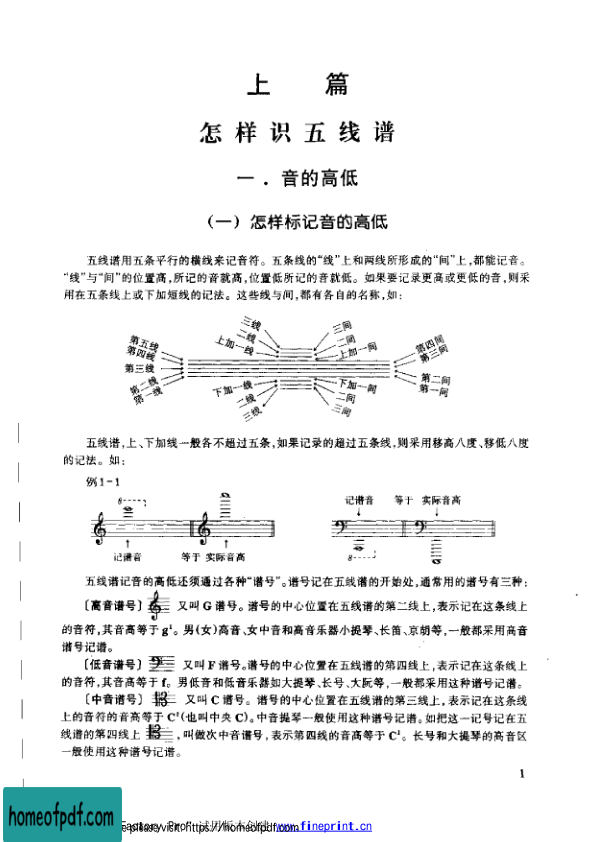 上 篇
怎样识五线谱
一．音的高低
（一）怎样标记音的高低
五线谱用五条平行的横线来记音符。五条线的“线”上和两线所形成的“间”上,都能记音。
“线”与“间”的位置高,所记的音就高,位置低所记的音就低。如果要记录更高或更低的音,则采
用在五条线上或下加短线的记法。这些线与间,都有各自的名称,如:
三线 三间
二线 二间
上加一线 上加一间
第五线 第四间
第四线 第三间
第三线
第二线 第二间
第一线 第一间
下加一线 下加一间
二线 二间
三线 三间
五线谱,上、下加线一般各不超过五条,如果记录的超过五条线,则采用移高八度、移低八度
的记法。如:
例1-1
8 记谱音 等于 实际音高
记谱音 等于 实际音高 8
五线谱记音的高低还须通过各种“谱号”。谱号记在五线谱的开始处,通常用的谱号有三种:
〔高音谱号〕 又叫 G 谱号。谱号的中心位置在五线谱的第二线上,表示记在这条线上
的音符,其音高等于 g¹。男(女)高音、女中音和高音乐器小提琴、长笛、京胡等,一般都采用高音
谱号记谱。
〔低音谱号〕 又叫 F 谱号。谱号的中心位置在五线谱的第四线上,表示记在这条线上
的音符,其音高等于 f。男低音和低音乐器如大提琴、长号、大阮等,一般都采用这种谱号记谱。
〔中音谱号〕 又叫 C 谱号。谱号的中心位置在五线谱的第三线上,表示记在这条线
上的音符的音高等于 C¹(也叫中央 C)。中音提琴一般使用这种谱号记谱。如把这一记号记在五
线谱的第四线上 ,叫做次中音谱号,表示第四线的音高等于 C¹。长号和大提琴的高音区
一般使用这种谱号记谱。
1
homeofpdf.com
Factory Pro" 试用版本创建 www.fineprint.cn
please visit: https://homeofpdf.com